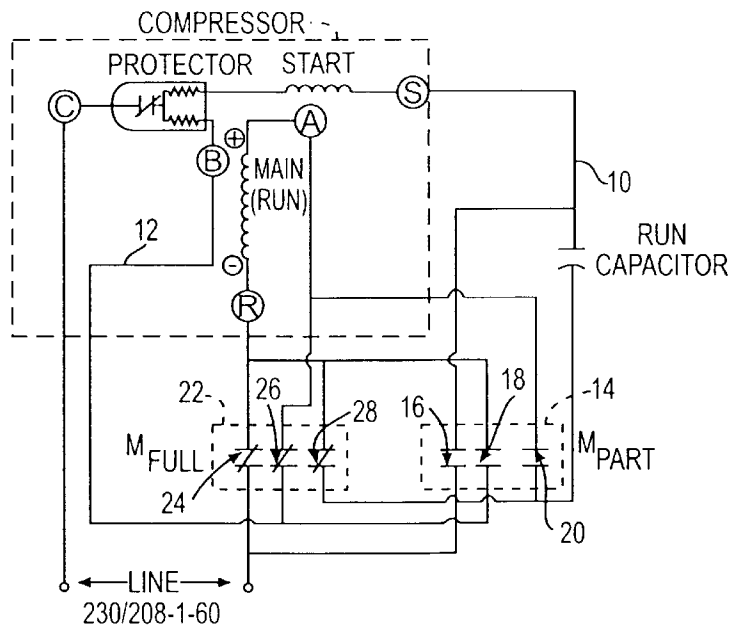 COMPRESSOR
PROTECTOR
START
C
S
A
B
+
MAIN
(RUN)
10
12
RUN
CAPACITOR
-
R
22
26
28
16
18
14
M FULL
M PART
24
20
LINE
230/208-1-60